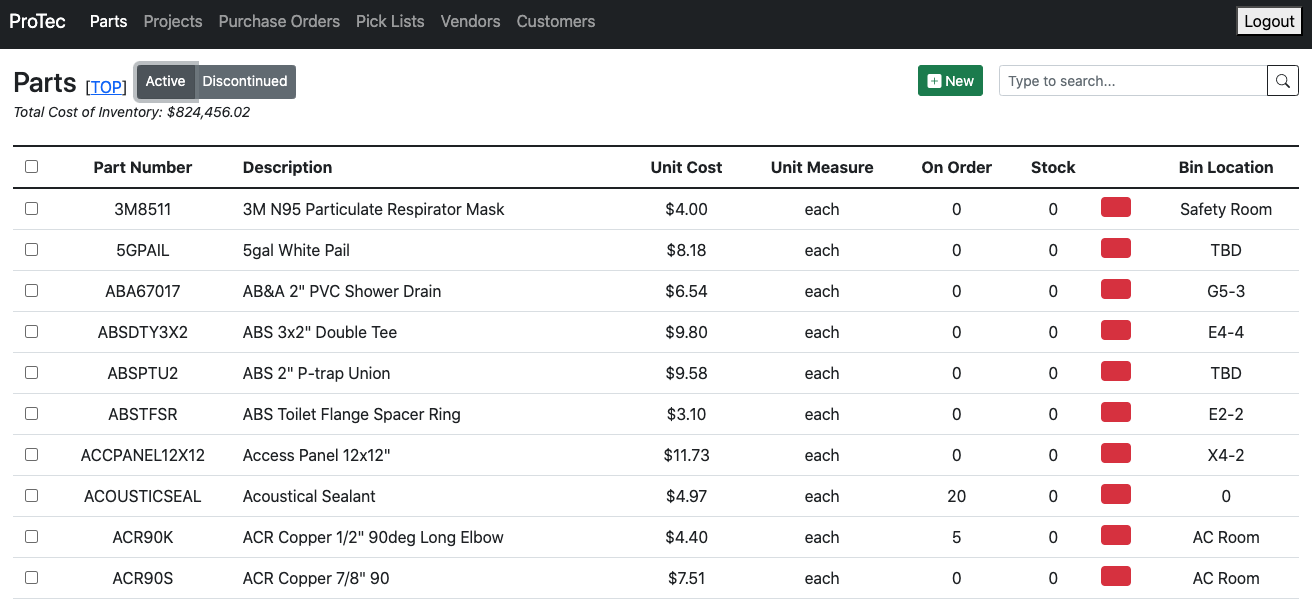 ProTec Parts Projects Purchase Orders Pick Lists Vendors Customers Logout
Parts [TOP] Active Discontinued New Type to search...
Total Cost of Inventory: $824,456.02
Part Number Description Unit Cost Unit Measure On Order Stock Bin Location
3M8511 3M N95 Particulate Respirator Mask $4.00 each 0 0 Safety Room
5GPAIL 5gal White Pail $8.18 each 0 0 TBD
ABA67017 AB&A 2" PVC Shower Drain $6.54 each 0 0 G5-3
ABSDTY3X2 ABS 3x2" Double Tee $9.80 each 0 0 E4-4
ABSPTU2 ABS 2" P-trap Union $9.58 each 0 0 TBD
ABSTFSR ABS Toilet Flange Spacer Ring $3.10 each 0 0 E2-2
ACCPANEL12X12 Access Panel 12x12" $11.73 each 0 0 X4-2
ACOUSTICSEAL Acoustical Sealant $4.97 each 20 0 0
ACR90K ACR Copper 1/2" 90deg Long Elbow $4.40 each 5 0 AC Room
ACR90S ACR Copper 7/8" 90 $7.51 each 0 0 AC Room